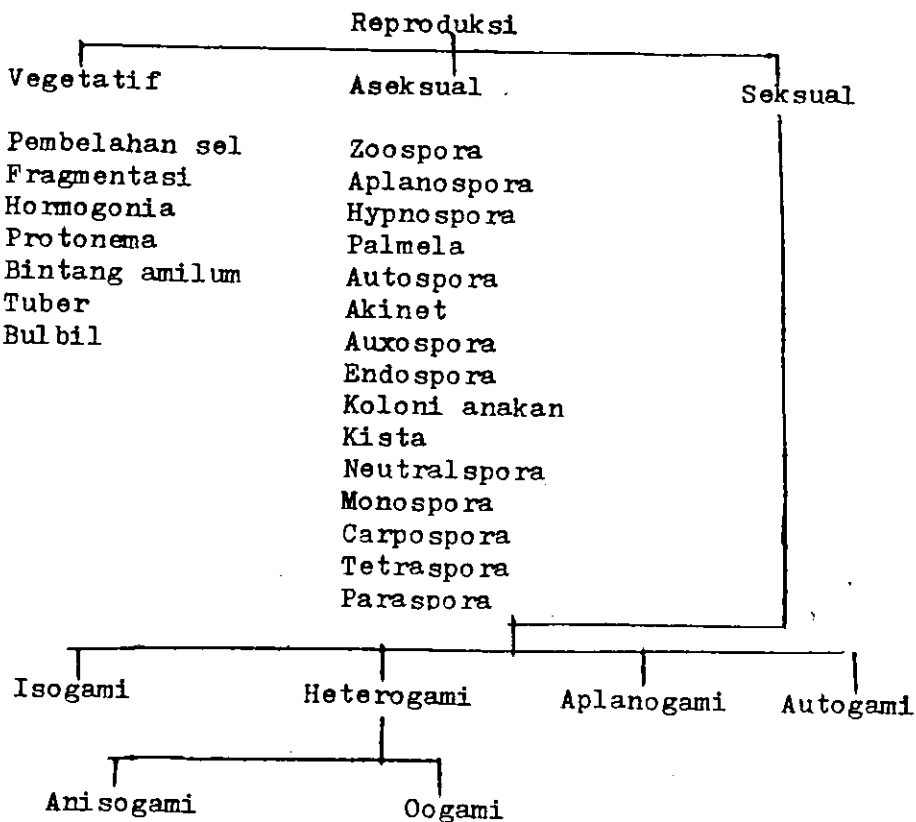 Reproduksi
Vegetatif Aseksual Seksual
Pembelahan sel Zoospora
Fragmentasi Aplanospora
Hormogonia Hypnospora
Protonema Palmela
Bintang amilum Autospora
Tuber Akinet
Bulbil Auxospora
Endospora
Koloni anakan
Kista
Neutralspora
Monospora
Carpospora
Tetraspora
Paraspora
Isogami Heterogami Aplanogami Autogami
Anisogami Oogami